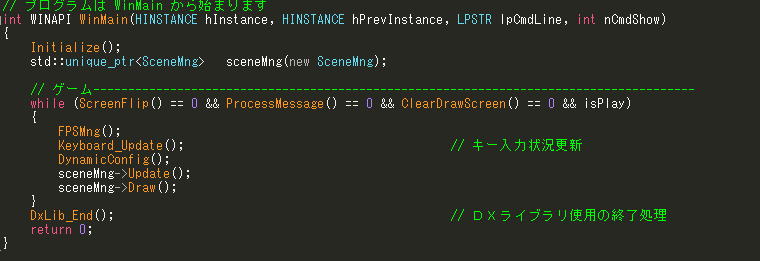 // プログラムは WinMain から始まります
int WINAPI WinMain(HINSTANCE hInstance, HINSTANCE hPrevInstance, LPSTR lpCmdLine, int nCmdShow)
{
    Initialize();
    std::unique_ptr<SceneMng>   sceneMng(new SceneMng);

    // ゲーム--------------------------------------------------------------------------------------
    while (ScreenFlip() == 0 && ProcessMessage() == 0 && ClearDrawScreen() == 0 && isPlay)
    {
        FPSMng();
        Keyboard_Update();                                      // キー入力状況更新
        DynamicConfig();
        sceneMng->Update();
        sceneMng->Draw();
    }
    DxLib_End();                                                // ＤＸライブラリ使用の終了処理
    return 0;
}